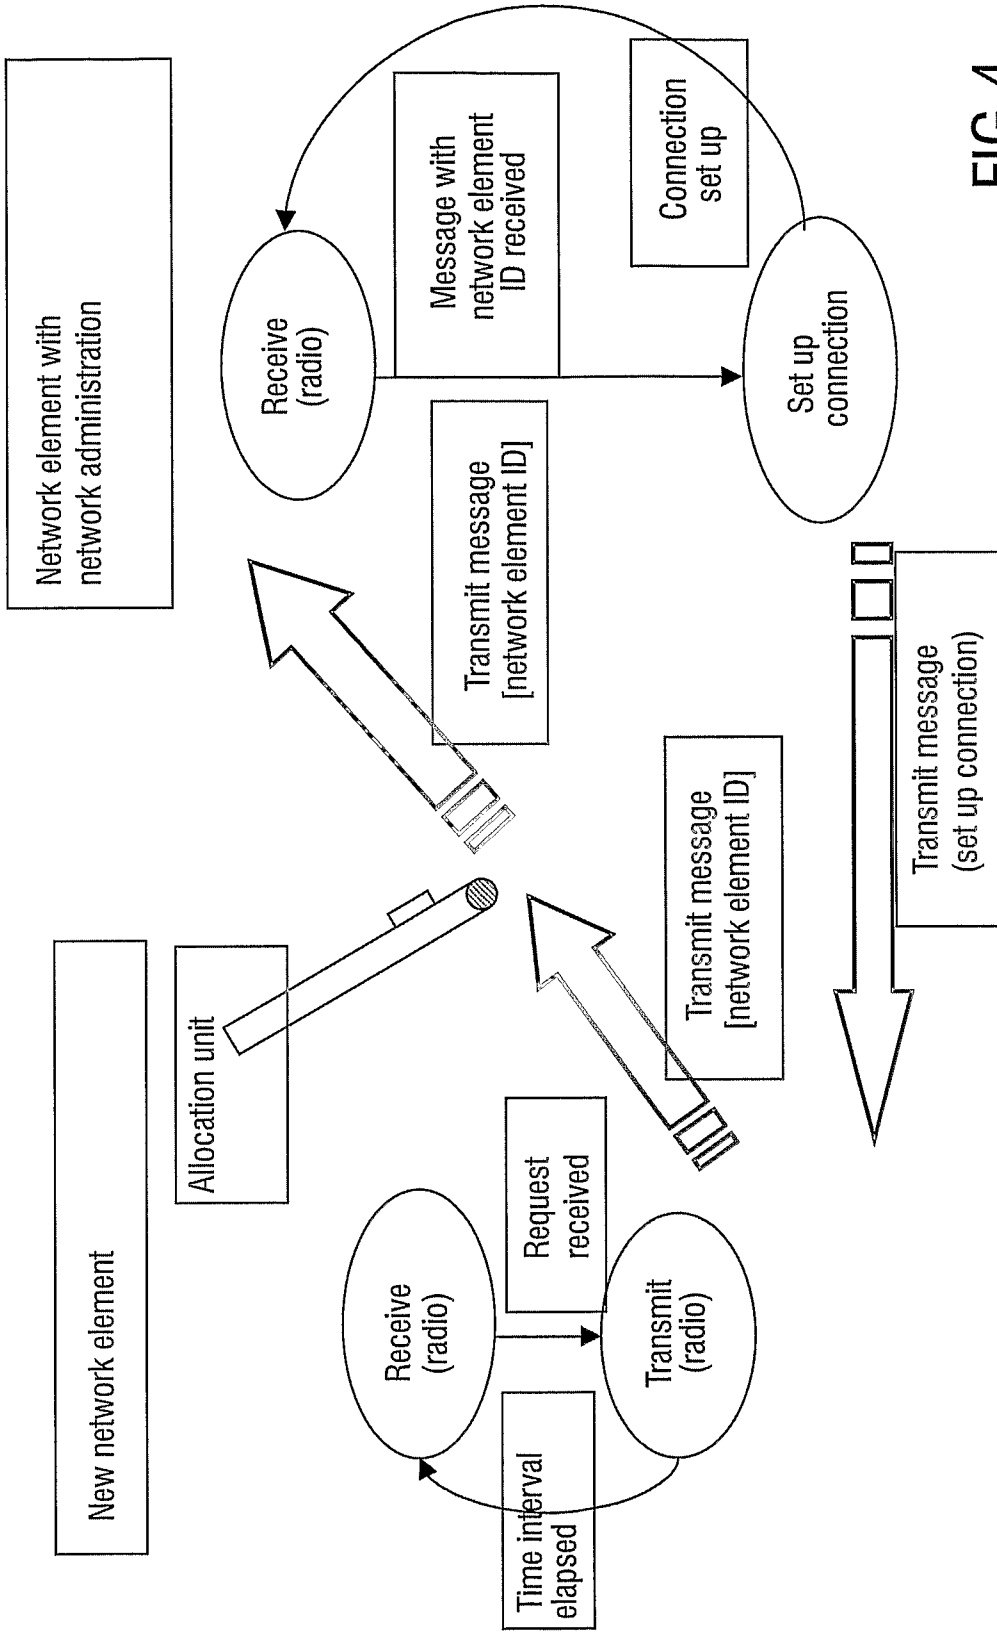 New network element
Network element with
network administration
Allocation unit
Receive
(radio)
Request
received
Time interval
elapsed
Transmit
(radio)
Transmit message
[network element ID]
Transmit message
[network element ID]
Receive
(radio)
Message with
network element
ID received
Connection
set up
Set up
connection
Transmit message
(set up connection)
FIG 4